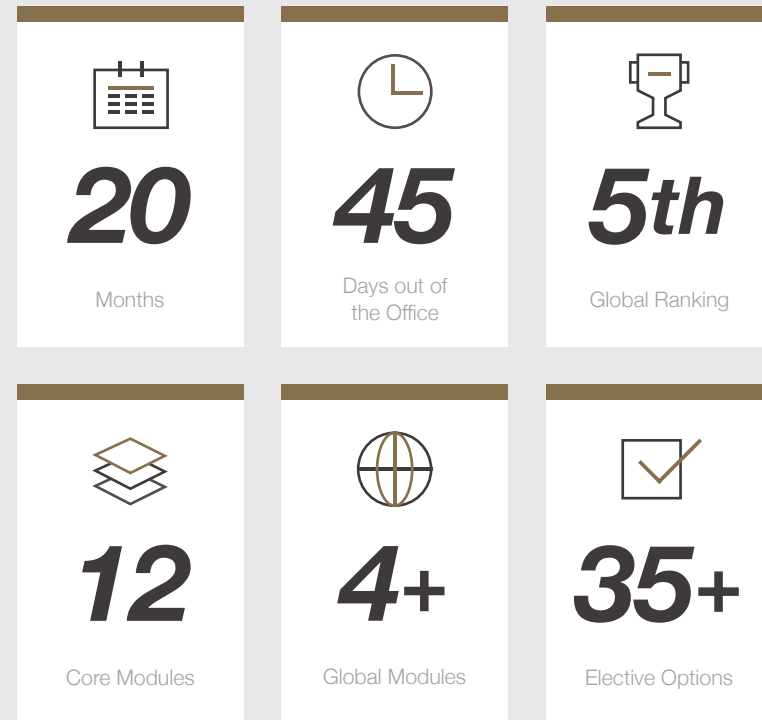 20
Months
45
Days out of
the Office
5th
Global Ranking
12
Core Modules
4+
Global Modules
35+
Elective Options